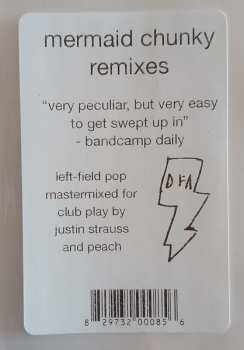 mermaid chunky
remixes
“very peculiar, but very easy
to get swept up in”
- bandcamp daily
left-field pop
mastermixed for
club play by
justin strauss
and peach
DFA
8 29732 00085 6